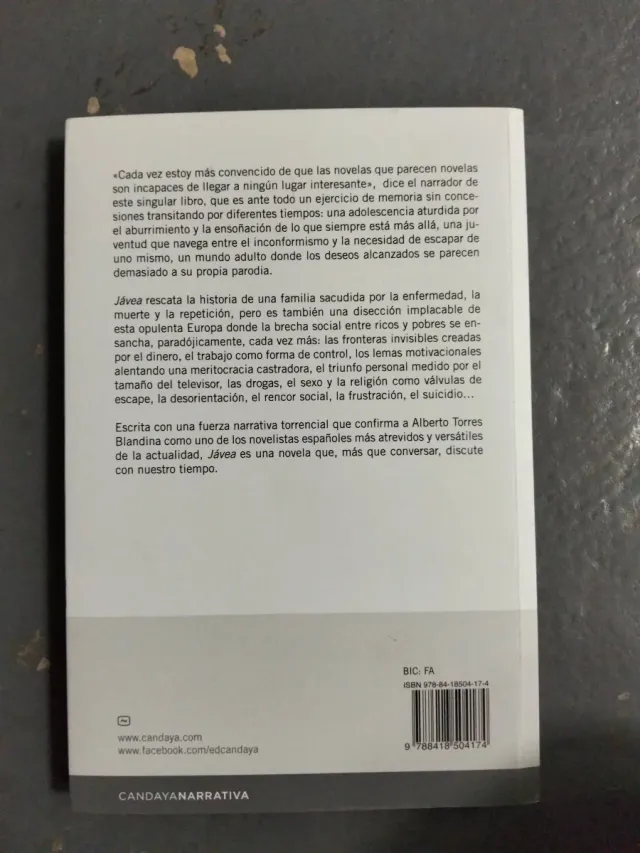 «Cada vez estoy más convencido de que las novelas que parecen novelas
son incapaces de llegar a ningún lugar interesante», dice el narrador de
este singular libro, que es ante todo un ejercicio de memoria sin conce-
siones transitando por diferentes tiempos: una adolescencia aturdida por
el aburrimiento y la ensoñación de lo que siempre está más allá, una ju-
ventud que navega entre el inconformismo y la necesidad de escapar de
uno mismo, un mundo adulto donde los deseos alcanzados se parecen
demasiado a su propia parodia.
Jávea rescata la historia de una familia sacudida por la enfermedad, la
muerte y la repetición, pero es también una disección implacable de
esta opulenta Europa donde la brecha social entre ricos y pobres se en-
sancha, paradójicamente, cada vez más: las fronteras invisibles creadas
por el dinero, el trabajo como forma de control, los lemas motivacionales
alentando una meritocracia castradora, el triunfo personal medido por el
tamaño del televisor, las drogas, el sexo y la religión como válvulas de
escape, la desorientación, el rencor social, la frustración, el suicidio...
Escrita con una fuerza narrativa torrencial que confirma a Alberto Torres
Blandina como uno de los novelistas españoles más atrevidos y versátiles
de la actualidad, Jávea es una novela que, más que conversar, discute
con nuestro tiempo.
BIC: FA
ISBN 978-84-18504-17-4
9 788418 504174
www.candaya.com
www.facebook.com/edcandaya
CANDAYANARRATIVA